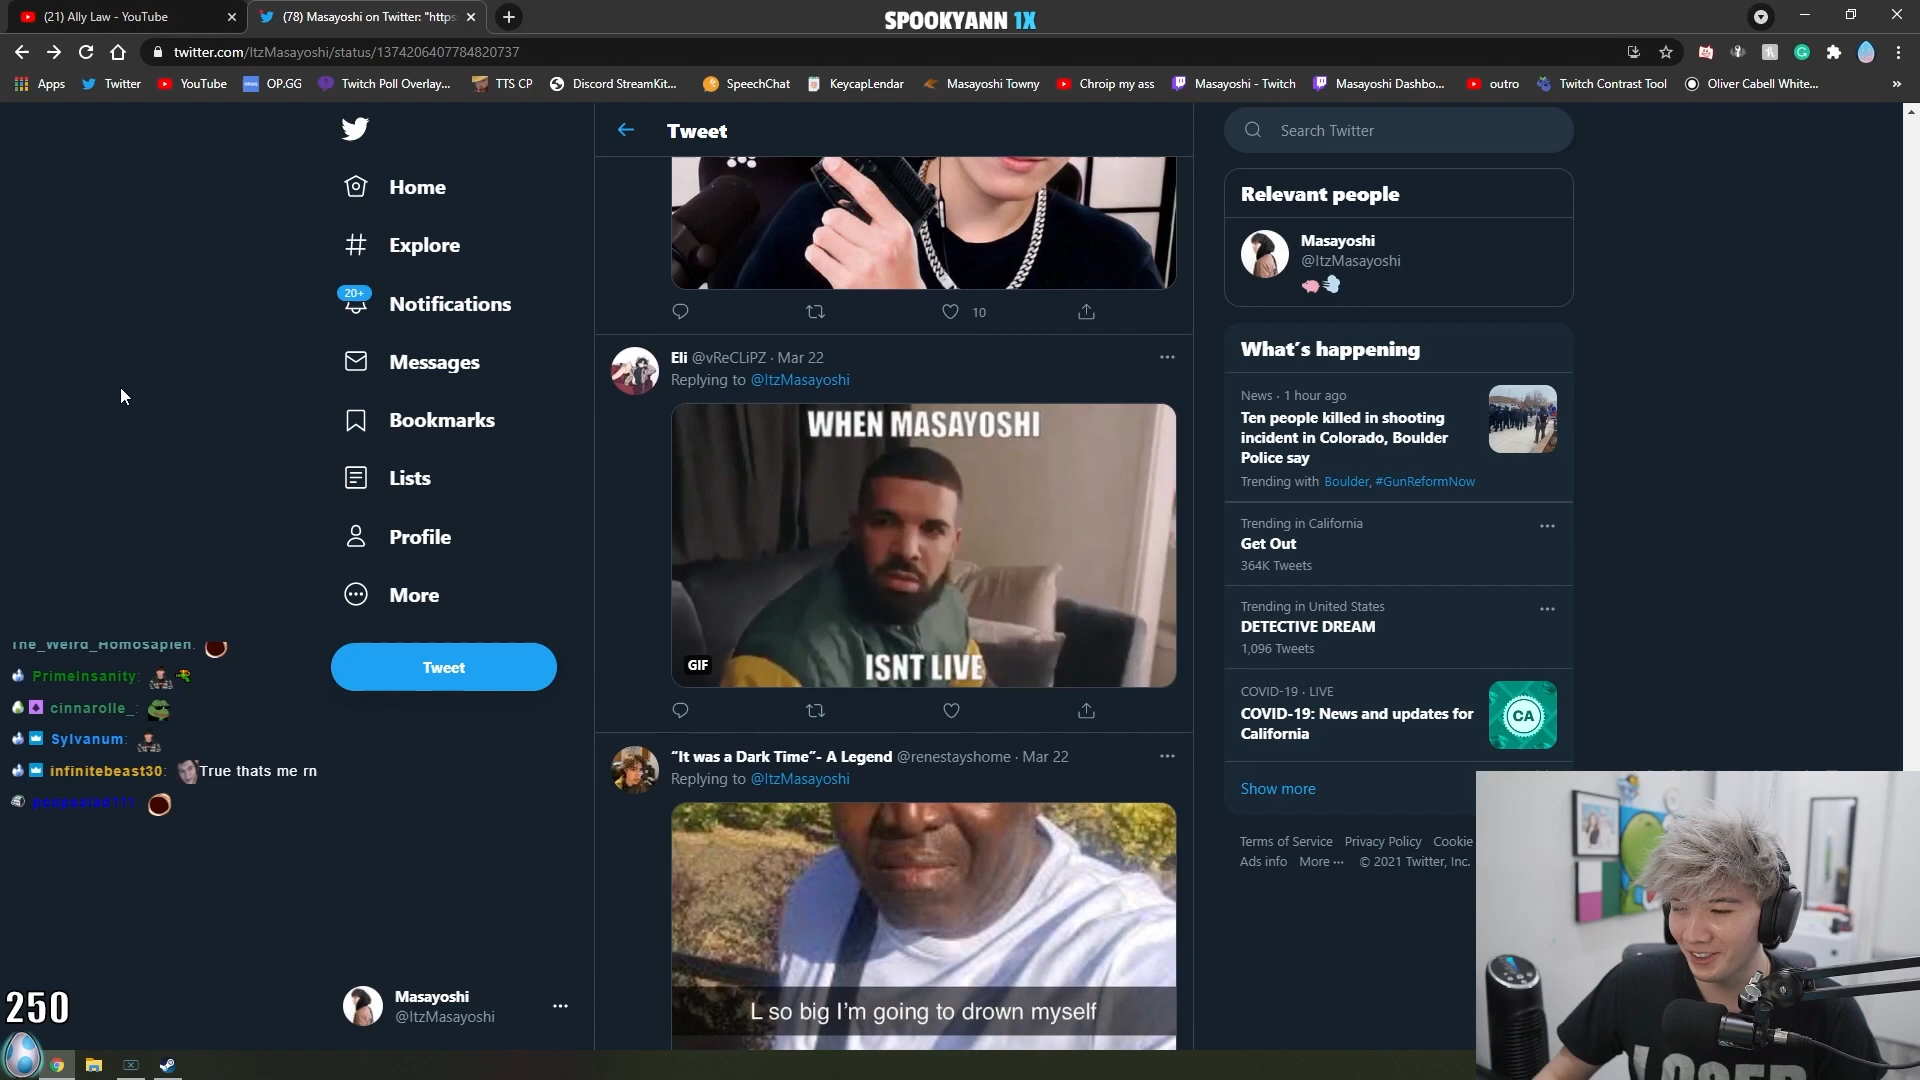 (21) Ally Law - YouTube
(78) Masayoshi on Twitter: "https:
SPOOKYANN 1X
twitter.com/ItzMasayoshi/status/1374206407784820737
Apps
Twitter
YouTube
OP.GG
Twitch Poll Overlay...
TTS CP
Discord StreamKit...
SpeechChat
KeycapLendar
Masayoshi Towny
Chroip my ass
Masayoshi - Twitch
Masayoshi Dashbo...
outro
Twitch Contrast Tool
Oliver Cabell White...
Home
Explore
20+
Notifications
Messages
Bookmarks
Lists
Profile
More
Tweet
The_Weird_Homosapien:
PrimeInsanity:
cinnarolle_:
Sylvanum:
infinitebeast30: True thats me rn
250
Masayoshi
@ItzMasayoshi
Tweet
10
Eli @vReCLiPZ · Mar 22
Replying to @ItzMasayoshi
WHEN MASAYOSHI
ISNT LIVE
GIF
"It was a Dark Time"- A Legend @renestayshome · Mar 22
Replying to @ItzMasayoshi
L so big I'm going to drown myself
Search Twitter
Relevant people
Masayoshi
@ItzMasayoshi
What's happening
News · 1 hour ago
Ten people killed in shooting
incident in Colorado, Boulder
Police say
Trending with Boulder, #GunReformNow
Trending in California
Get Out
364K Tweets
Trending in United States
DETECTIVE DREAM
1,096 Tweets
COVID-19 · LIVE
COVID-19: News and updates for
California
CA
Show more
Terms of Service Privacy Policy Cookie
Ads info More ··· © 2021 Twitter, Inc.